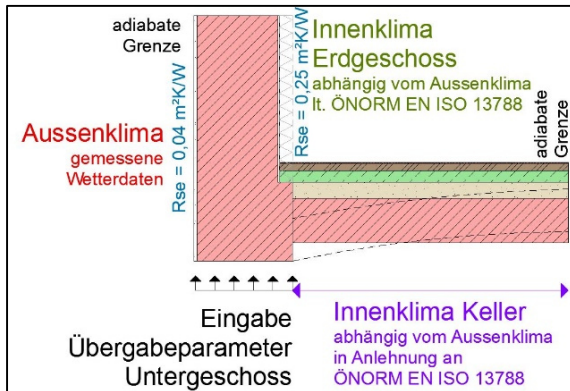 adiabate
Grenze
Rse = 0,04 m²K/W
Rse = 0,25 m²K/W
Innenklima
Erdgeschoss
abhängig vom Aussenklima
lt. ÖNORM EN ISO 13788
adiabate
Grenze
Aussenklima
gemessene
Wetterdaten
Eingabe
Übergabeparameter
Untergeschoss
Innenklima Keller
abhängig vom Aussenklima
in Anlehnung an
ÖNORM EN ISO 13788